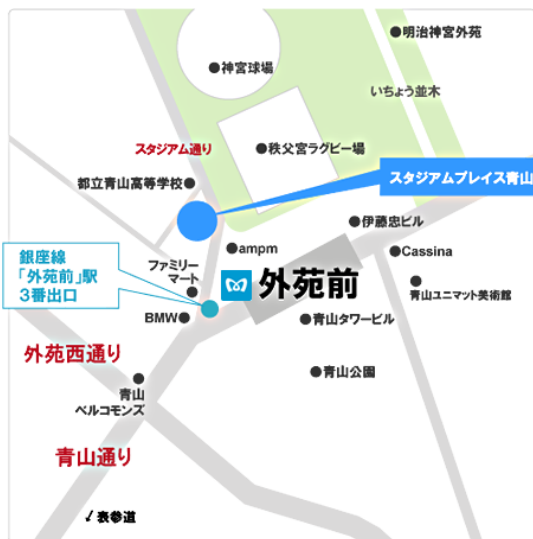 ●明治神宮外苑
●神宮球場
いちょう並木
スタジアム通り
●秩父宮ラグビー場
都立青山高等学校●
スタジアムプレイス青山
●伊藤忠ビル
●ampm
●Cassina
銀座線
「外苑前」駅
3番出口
ファミリー
マート
外苑前
青山ユニマット美術館
BMW●
●青山タワービル
外苑西通り
●青山公園
青山
ベルコモンズ
青山通り
↙表参道